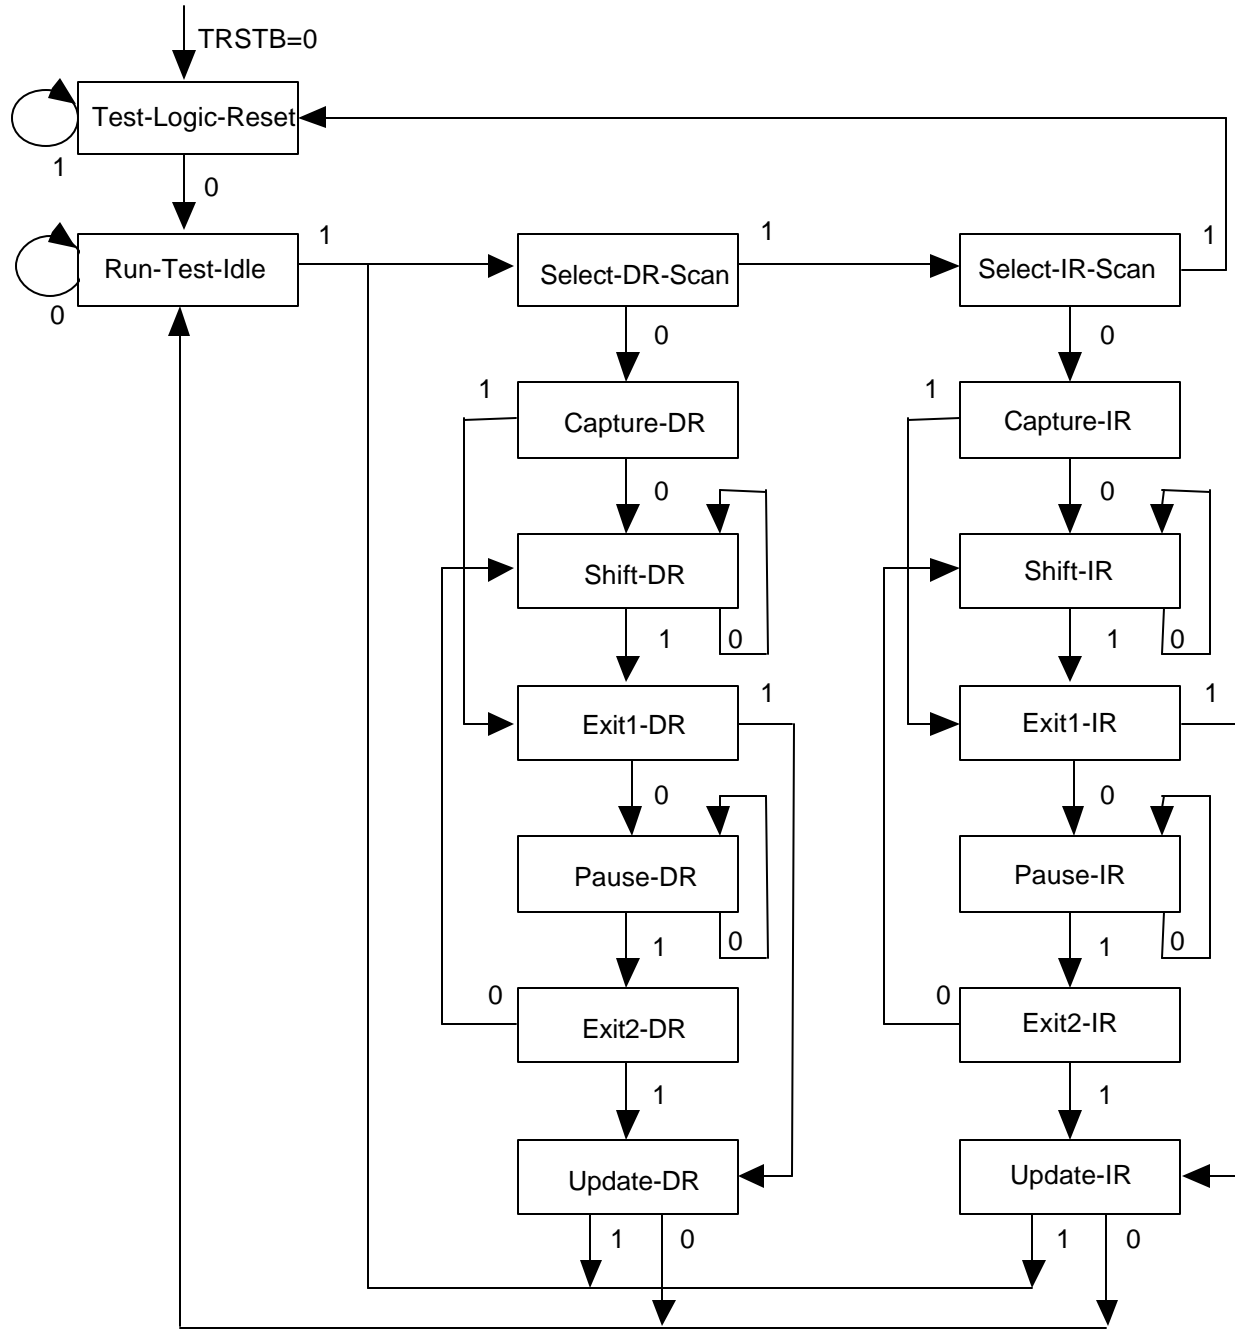 TRSTB=0
Test-Logic-Reset
1
0
Run-Test-Idle
0
1
Select-DR-Scan
1
Select-IR-Scan
1
0
0
1
Capture-DR
1
Capture-IR
0
0
Shift-DR
Shift-IR
1
0
1
0
Exit1-DR
1
Exit1-IR
1
0
0
Pause-DR
Pause-IR
1
0
1
0
0
Exit2-DR
0
Exit2-IR
1
1
Update-DR
Update-IR
1
0
1
0